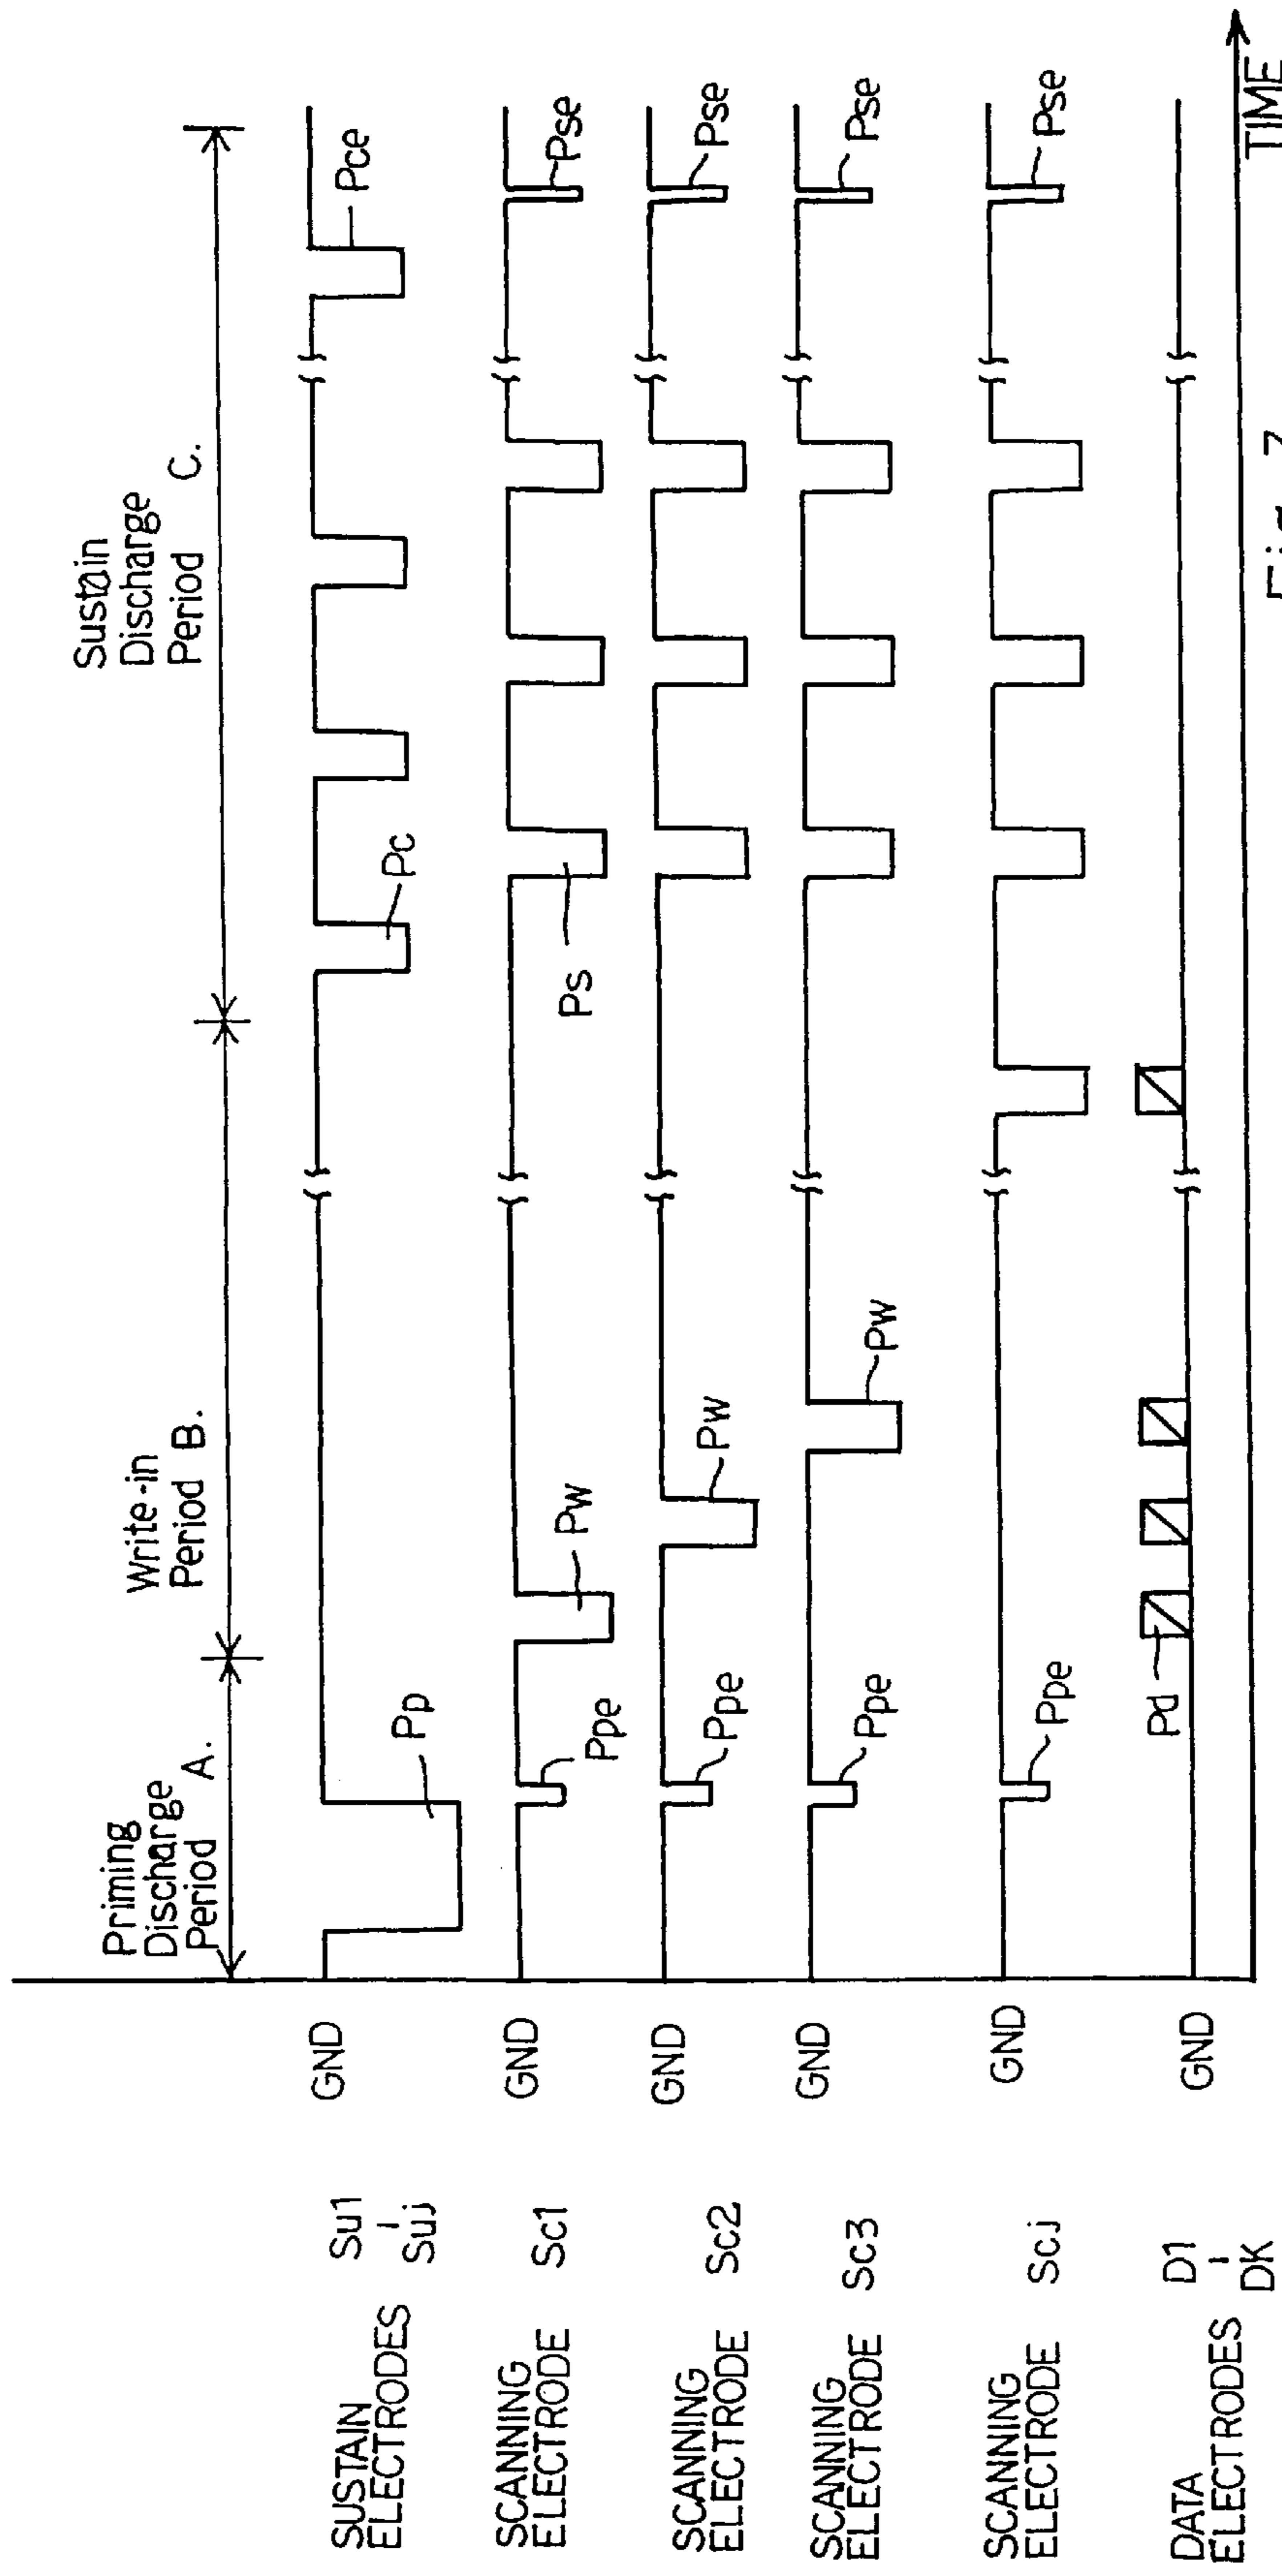 Priming
Discharge
Period A.
Write-in
Period B.
Sustain
Discharge
Period C.
SUSTAIN
ELECTRODES
Su1
Suj
GND
Pp
Pc
Pce
SCANNING
ELECTRODE Sc1
GND
Ppe
Pw
Ps
Pse
SCANNING
ELECTRODE Sc2
GND
Ppe
Pw
Pse
SCANNING
ELECTRODE Sc3
GND
Ppe
Pw
Pse
SCANNING
ELECTRODE Scj
GND
Ppe
Pse
DATA
ELECTRODES
D1
DK
GND
Pd
TIME